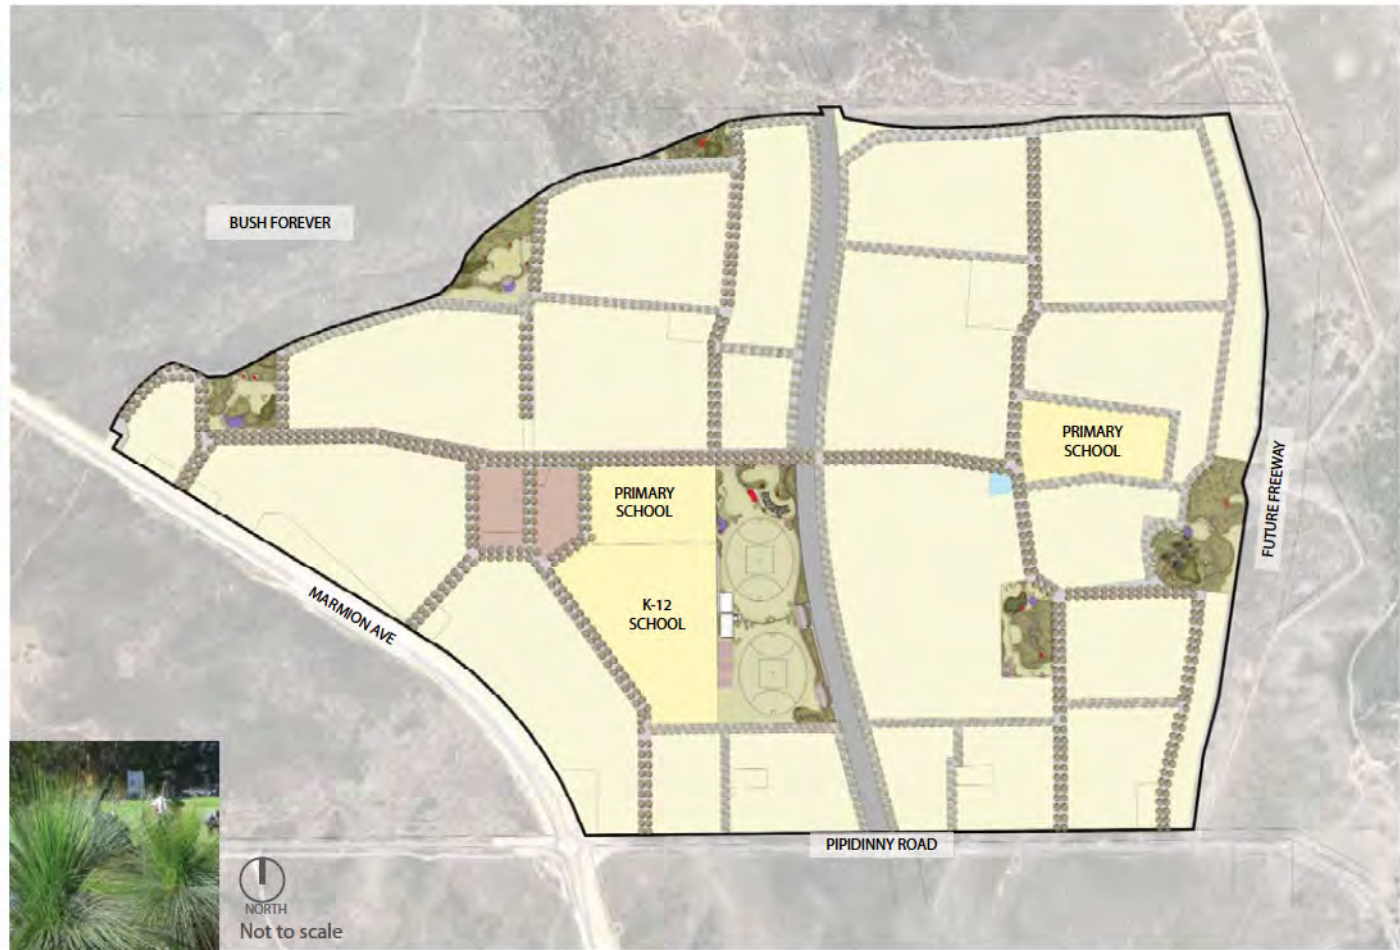 BUSH FOREVER
PRIMARY
SCHOOL
PRIMARY
SCHOOL
FUTURE FREEWAY
K-12
SCHOOL
MARMION AVE
PIPIDINNY ROAD
NORTH
Not to scale